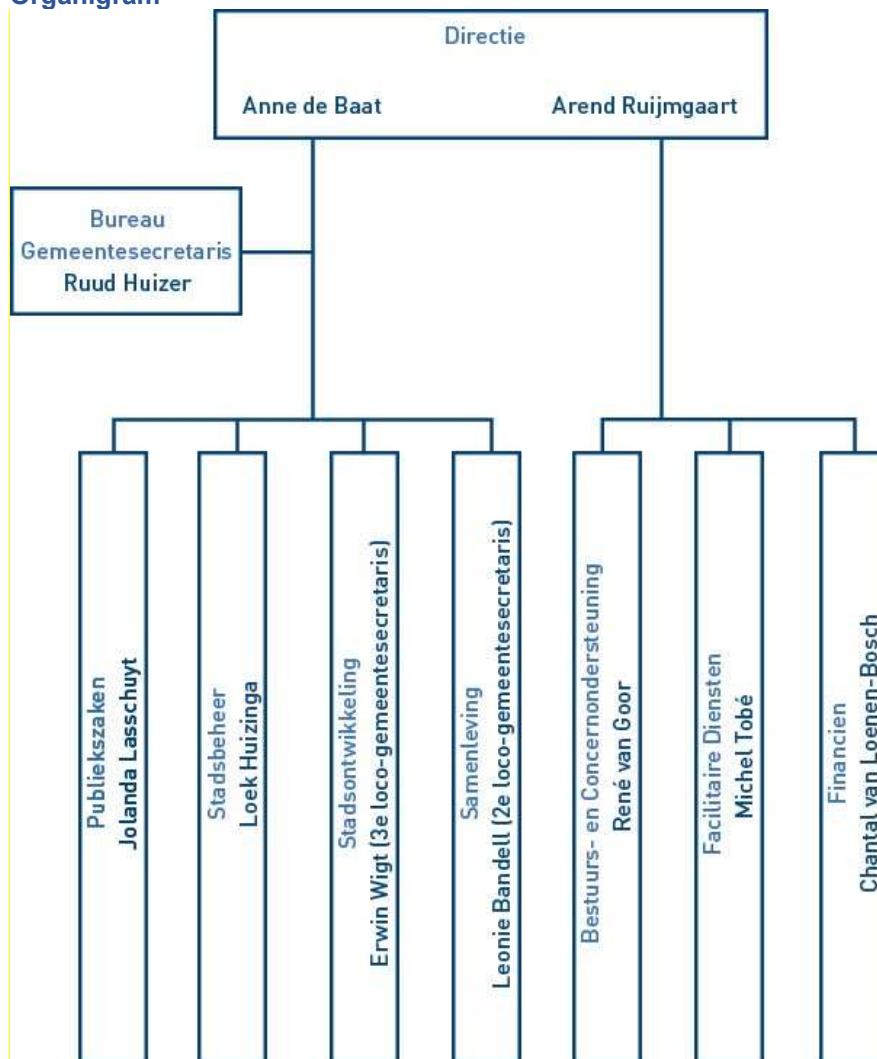 Organigram
Directie
Anne de Baat
Arend Ruijmgaart
Bureau
Gemeentesecretaris
Ruud Huizer
Publiekszaken
Jolanda Lasschuyt
Stadsbeheer
Loek Huizinga
Stadsontwikkeling
Erwin Wigt (3e loco-gemeentesecretaris)
Samenleving
Leonie Bandell (2e loco-gemeentesecretaris)
Bestuurs- en Concernondersteuning
René van Goor
Facilitaire Diensten
Michel Tobé
Financien
Chantal van Loenen-Bosch